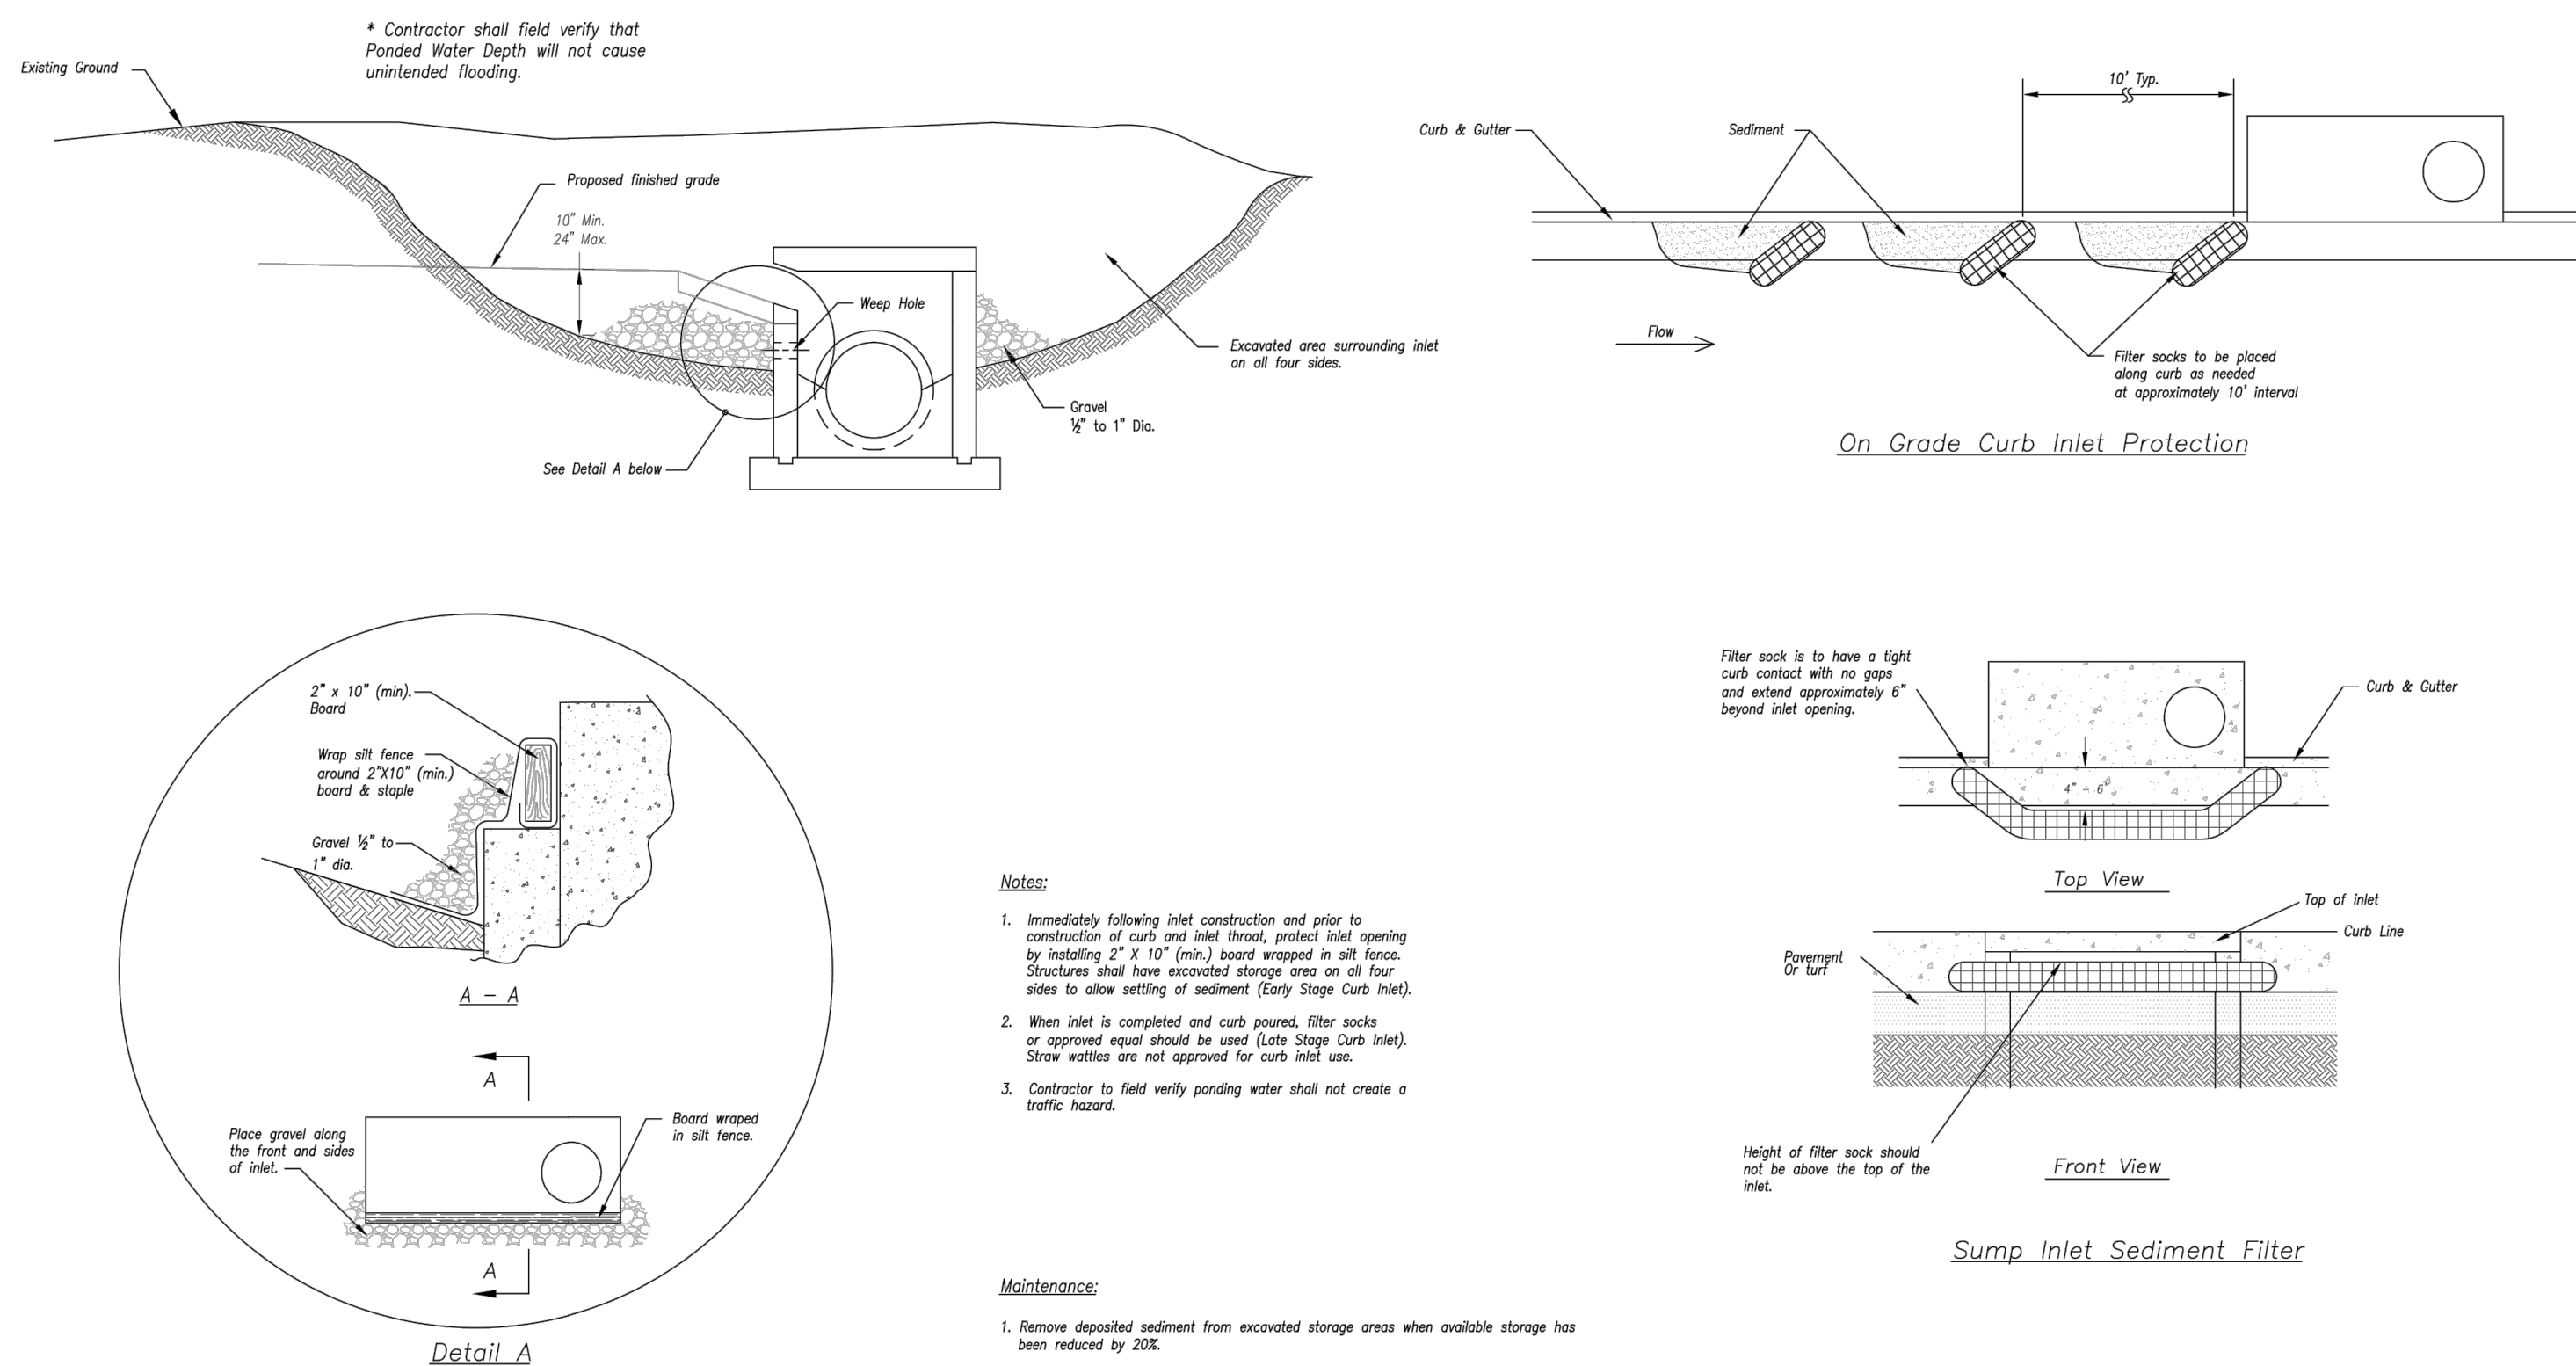 * Contractor shall field verify that
Ponded Water Depth will not cause
unintended flooding.
Existing Ground
Proposed finished grade
10" Min.
24" Max.
Weep Hole
Excavated area surrounding inlet
on all four sides.
Gravel
½" to 1" Dia.
See Detail A below
10' Typ.
Curb & Gutter
Sediment
Flow
Filter socks to be placed
along curb as needed
at approximately 10' interval
On Grade Curb Inlet Protection
2" x 10" (min).
Board
Wrap silt fence
around 2"X10" (min.)
board & staple
Gravel ½" to
1" dia.
A - A
A
Place gravel along
the front and sides
of inlet.
Board wraped
in silt fence.
A
Detail A
Notes:
1. Immediately following inlet construction and prior to
construction of curb and inlet throat, protect inlet opening
by installing 2" X 10" (min.) board wrapped in silt fence.
Structures shall have excavated storage area on all four
sides to allow settling of sediment (Early Stage Curb Inlet).
2. When inlet is completed and curb poured, filter socks
or approved equal should be used (Late Stage Curb Inlet).
Straw wattles are not approved for curb inlet use.
3. Contractor to field verify ponding water shall not create a
traffic hazard.
Maintenance:
1. Remove deposited sediment from excavated storage areas when available storage has
been reduced by 20%.
Filter sock is to have a tight
curb contact with no gaps
and extend approximately 6"
beyond inlet opening.
Curb & Gutter
4" - 6"
Top View
Top of inlet
Curb Line
Pavement
Or turf
Height of filter sock should
not be above the top of the
inlet.
Front View
Sump Inlet Sediment Filter